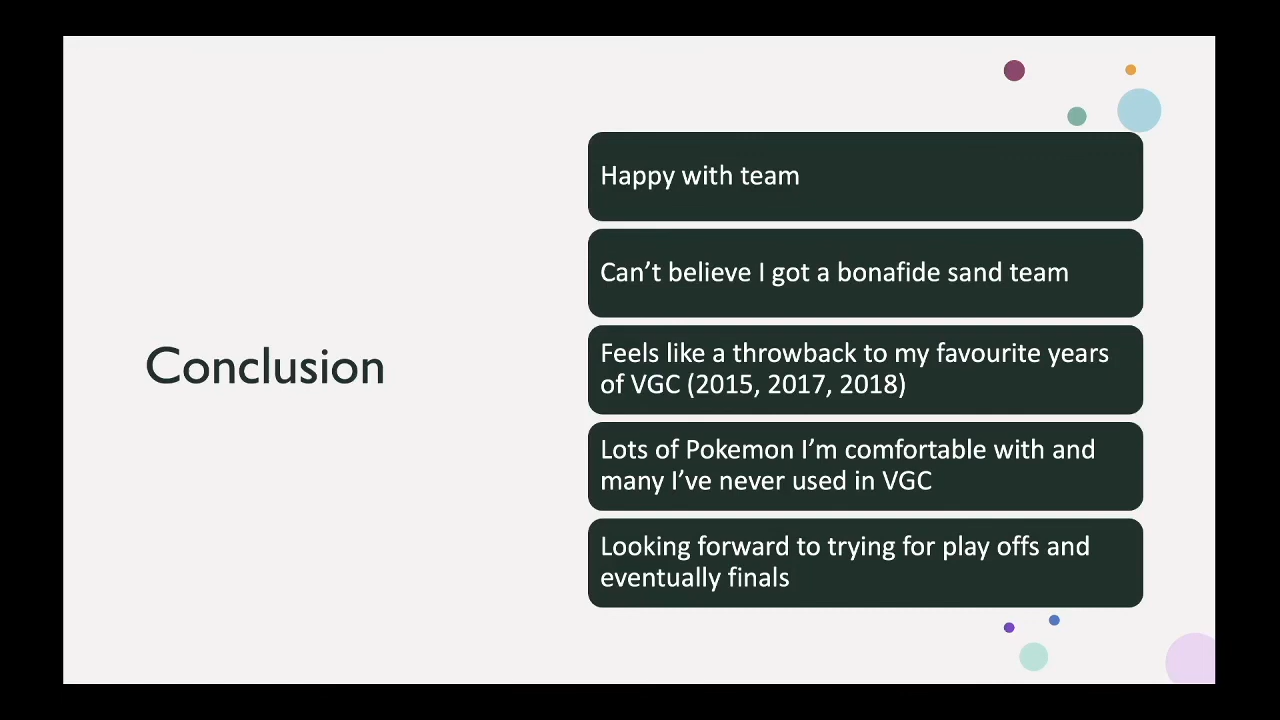 Conclusion
Happy with team
Can’t believe I got a bonafide sand team
Feels like a throwback to my favourite years
of VGC (2015, 2017, 2018)
Lots of Pokemon I’m comfortable with and
many I’ve never used in VGC
Looking forward to trying for play offs and
eventually finals